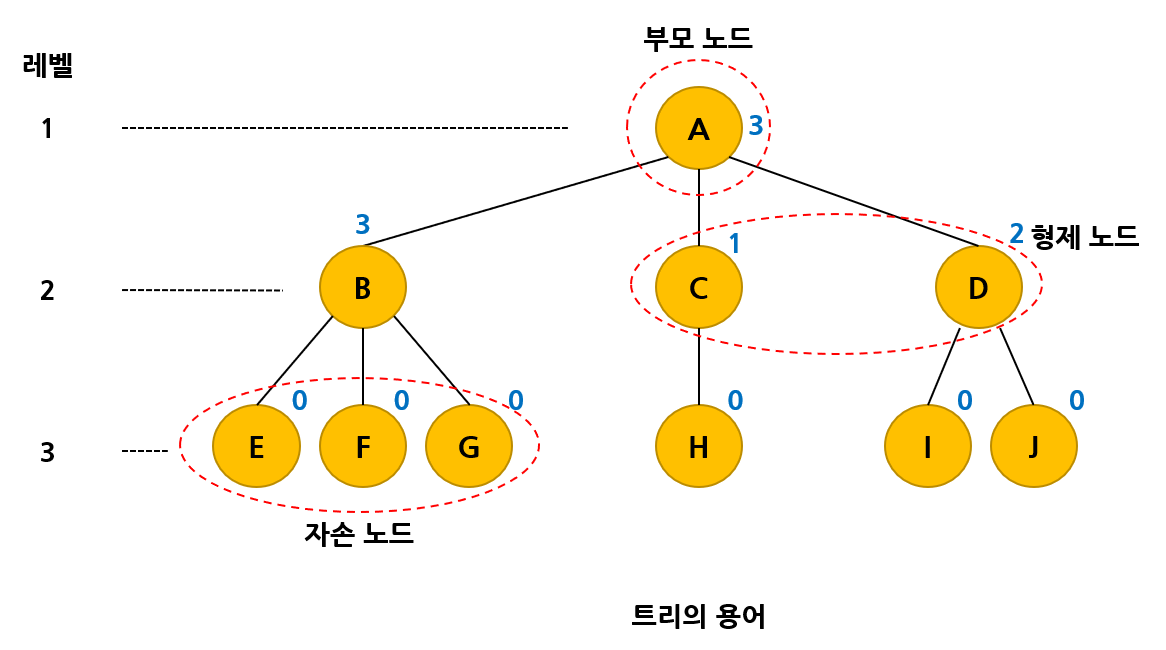 부모 노드
레벨
1
A 3
3
1
2 형제 노드
2
B C D
0 0 0 0 0 0
3
E F G H I J
자손 노드
트리의 용어